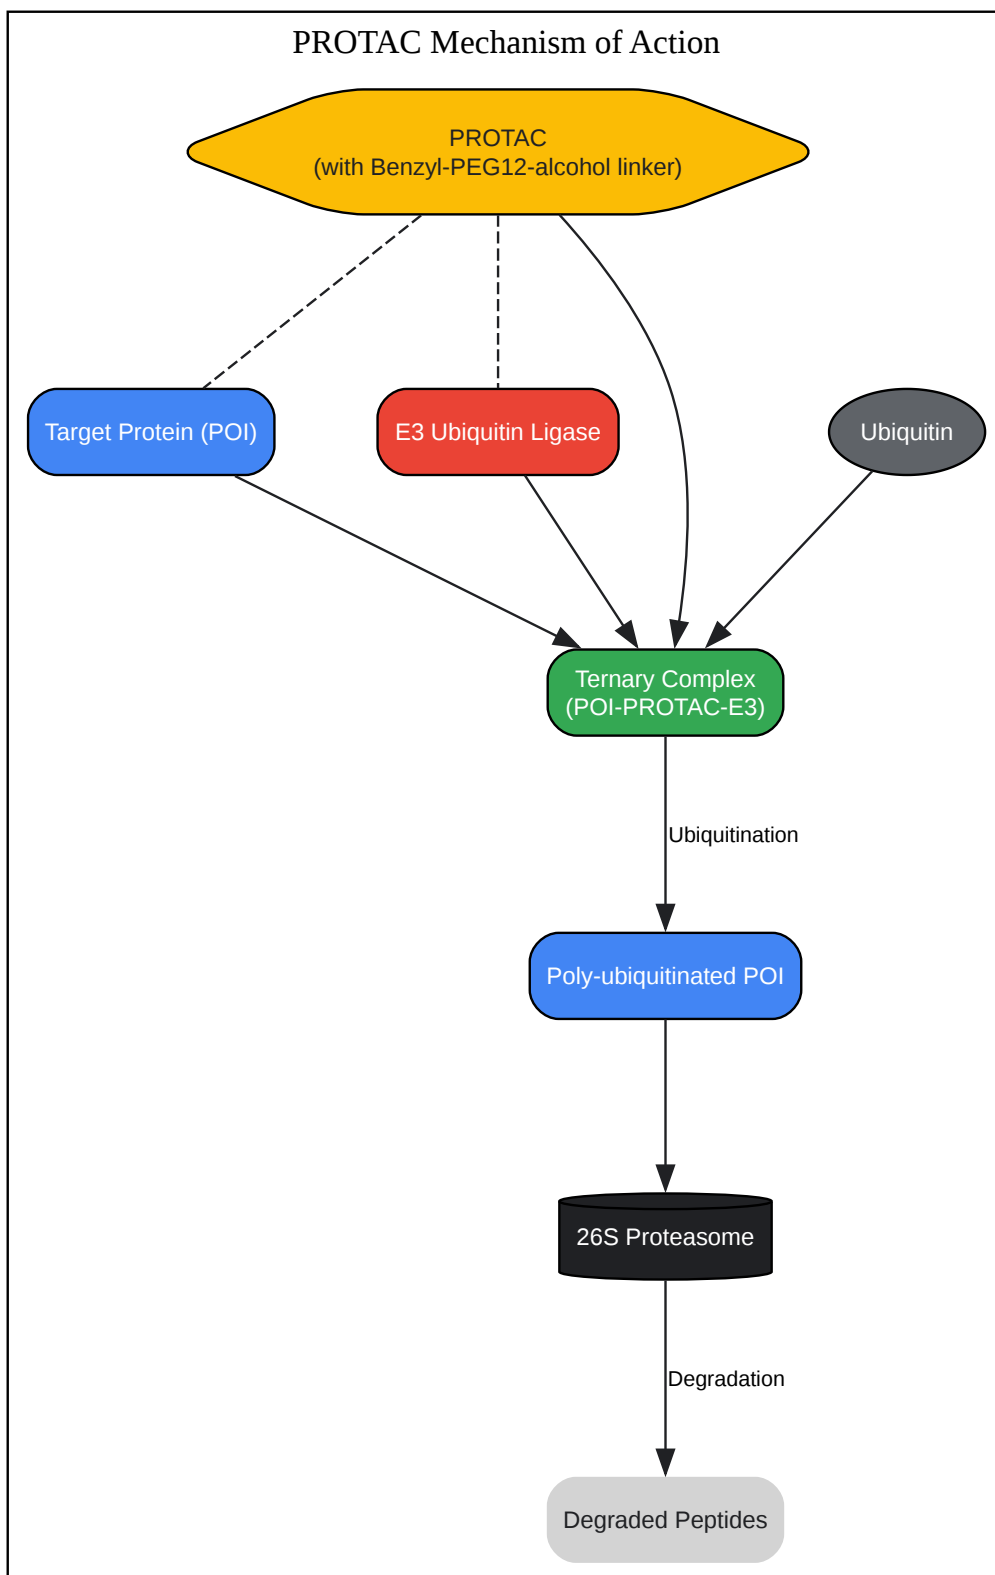 PROTAC Mechanism of Action
PROTAC
(with Benzyl-PEG12-alcohol linker)
Target Protein (POI)
E3 Ubiquitin Ligase
Ubiquitin
Ternary Complex
(POI-PROTAC-E3)
Ubiquitination
Poly-ubiquitinated POI
26S Proteasome
Degradation
Degraded Peptides